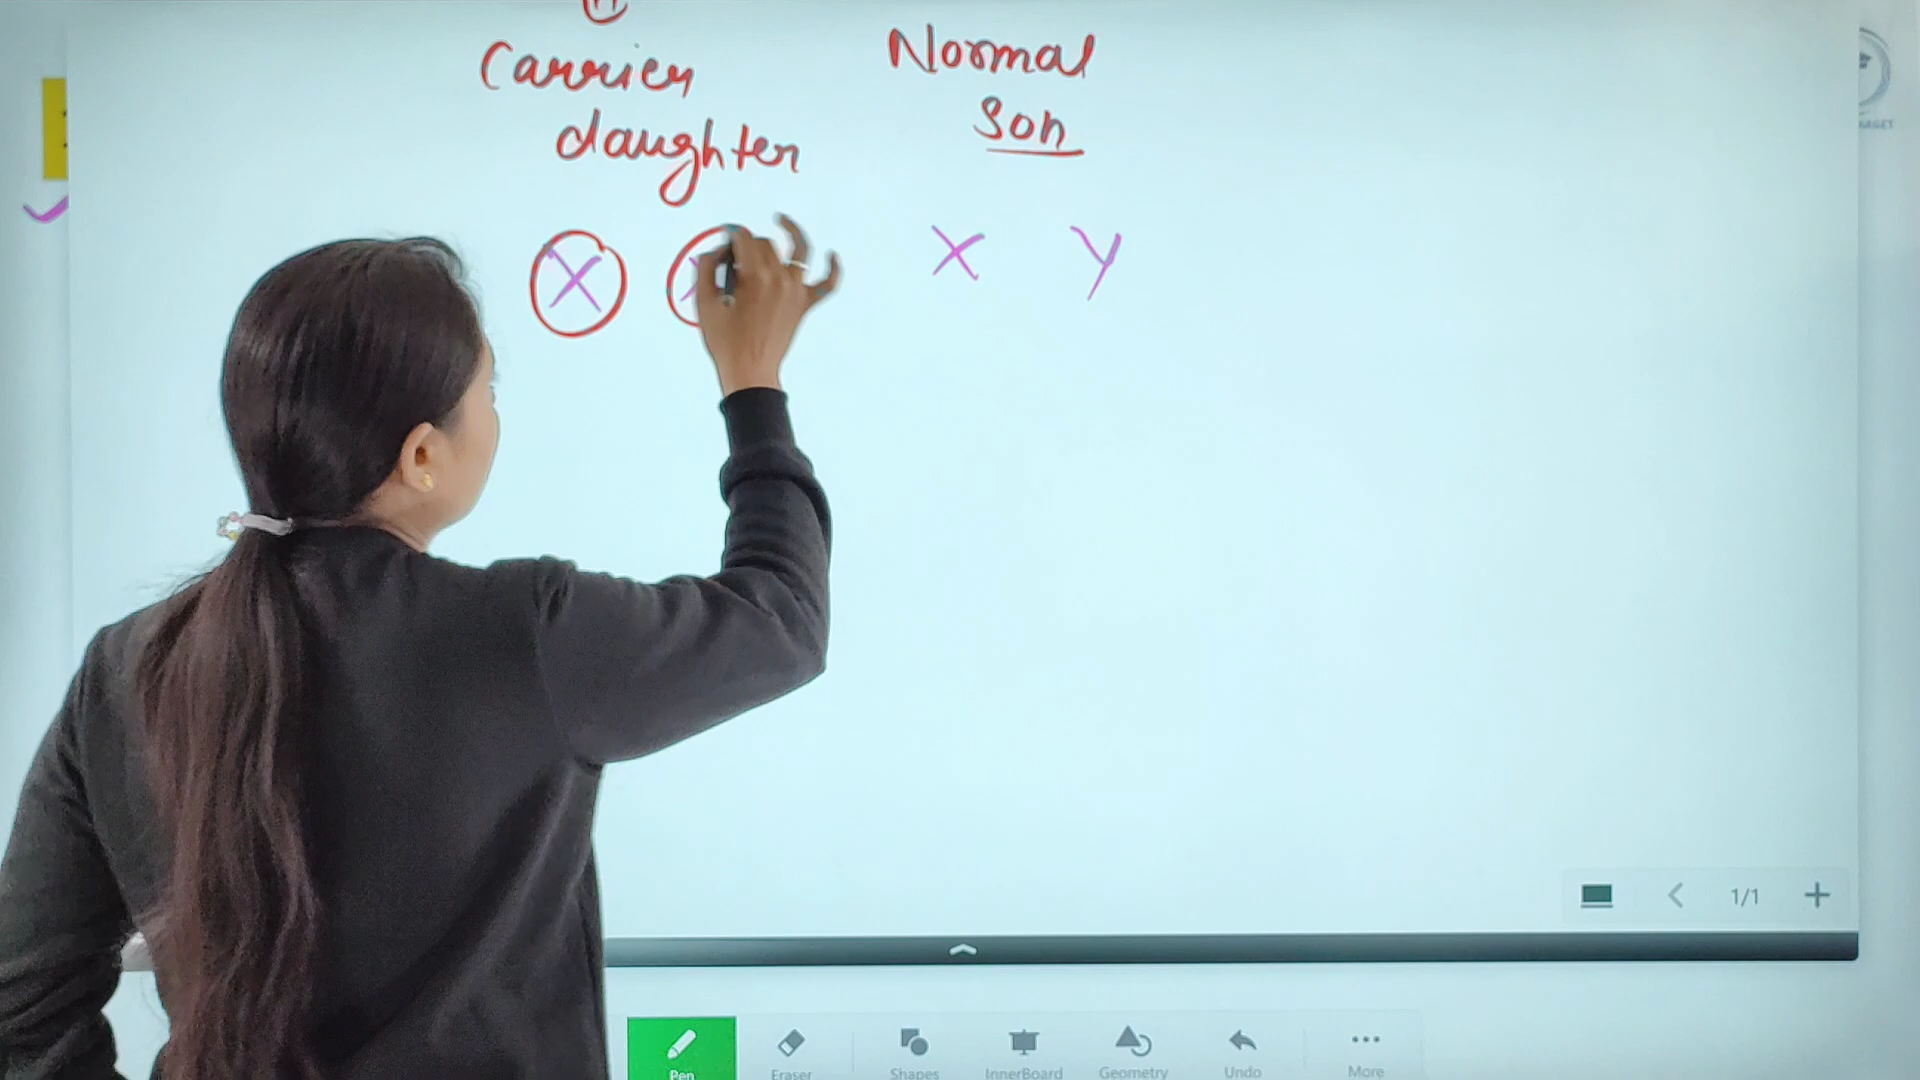 Carrier
Normal
daughter
Son
X X X Y
1/1
Pen
Eraser
Shapes
InnerBoard
Geometry
Undo
More